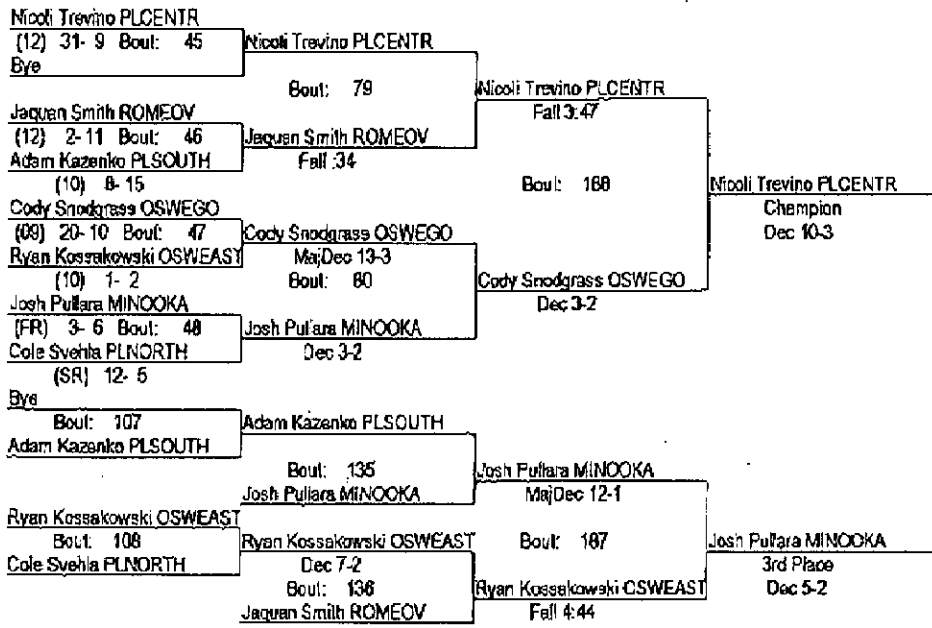 Nicoli Trevino PLCENTR
(12) 31- 9 Bout: 45
Bye
Nicoli Trevino PLCENTR
Bout: 79
Jaquan Smith ROMEOV
(12) 2-11 Bout: 46
Adam Kazenko PLSOUTH
(10) 8-15
Jaquan Smith ROMEOV
Fall :34
Nicoli Trevino PLCENTR
Fall 3:47
Bout: 188
Cody Snodgrass OSWEGO
(09) 20-10 Bout: 47
Ryan Kossakowski OSWEAST
(10) 1- 2
Cody Snodgrass OSWEGO
MajDec 13-3
Bout: 80
Josh Pullara MINOOKA
(FR) 3- 6 Bout: 48
Cole Svehla PLNORTH
(SR) 12- 5
Josh Pullara MINOOKA
Dec 3-2
Cody Snodgrass OSWEGO
Dec 3-2
Nicoli Trevino PLCENTR
Champion
Dec 10-3
Bye
Bout: 107
Adam Kazenko PLSOUTH
Adam Kazenko PLSOUTH
Bout: 135
Josh Pullara MINOOKA
Josh Pullara MINOOKA
MajDec 12-1
Bout: 187
Ryan Kossakowski OSWEAST
Bout: 108
Cole Svehla PLNORTH
Ryan Kossakowski OSWEAST
Dec 7-2
Bout: 136
Jaquan Smith ROMEOV
Ryan Kossakowski OSWEAST
Fall 4:44
Josh Pullara MINOOKA
3rd Place
Dec 5-2